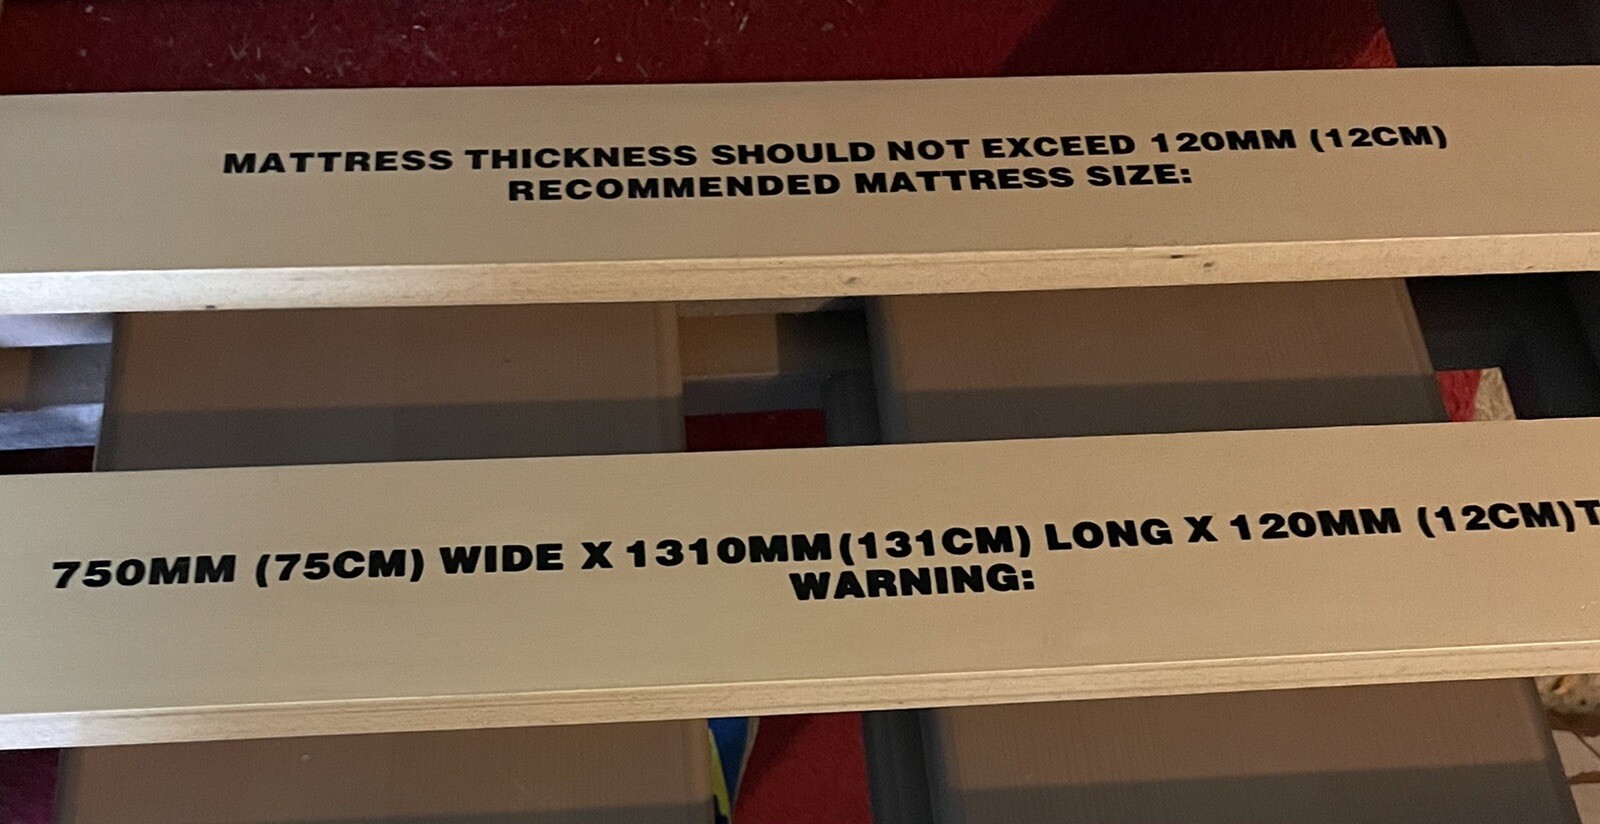 MATTRESS THICKNESS SHOULD NOT EXCEED 120MM (12CM)
RECOMMENDED MATTRESS SIZE:
750MM (75CM) WIDE X 1310MM(131CM) LONG X 120MM (12CM)T
WARNING: